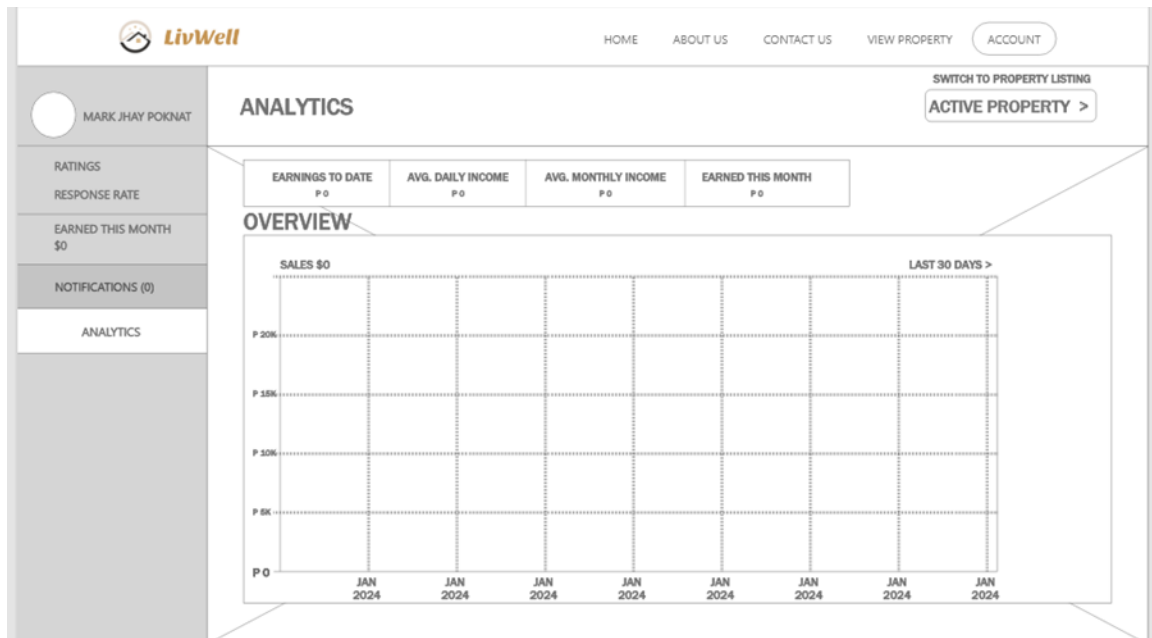 LivWell
HOME ABOUT US CONTACT US VIEW PROPERTY ACCOUNT
MARK JHAY POKNAT
RATINGS
RESPONSE RATE
EARNED THIS MONTH
$0
NOTIFICATIONS (0)
ANALYTICS
ANALYTICS
SWITCH TO PROPERTY LISTING
ACTIVE PROPERTY >
EARNINGS TO DATE AVG. DAILY INCOME AVG. MONTHLY INCOME EARNED THIS MONTH
P 0 P 0 P 0 P 0
OVERVIEW
SALES $0 LAST 30 DAYS >
P 20K
P 15K
P 10K
P 5K
P 0
JAN JAN JAN JAN JAN JAN JAN JAN
2024 2024 2024 2024 2024 2024 2024 2024